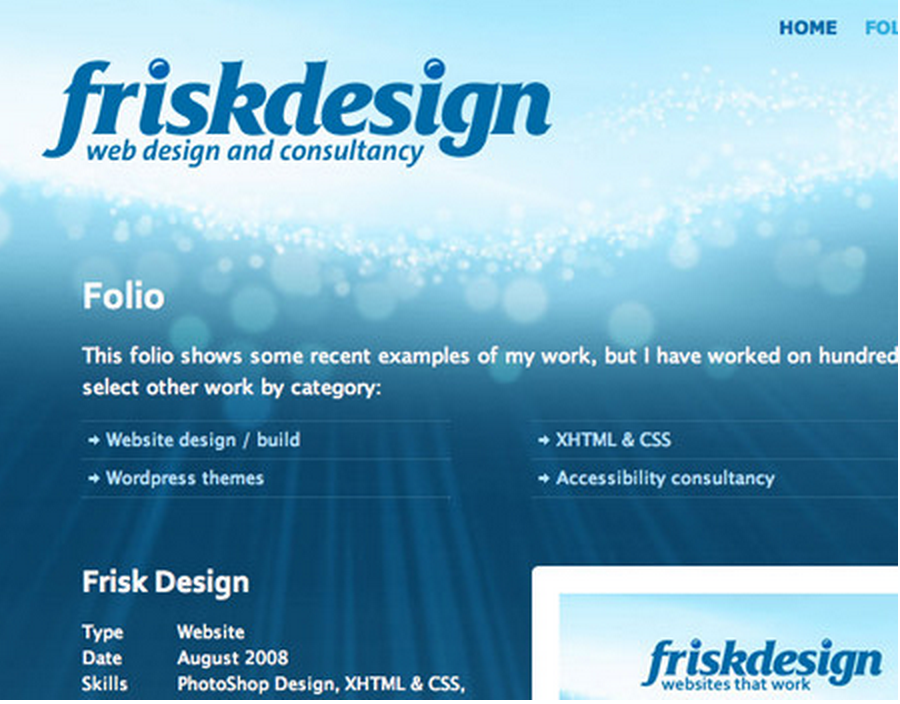 HOME FOL
friskdesign
web design and consultancy
Folio
This folio shows some recent examples of my work, but I have worked on hundred
select other work by category:
➔ Website design / build
➔ XHTML & CSS
➔ Wordpress themes
➔ Accessibility consultancy
Frisk Design
Type Website
Date August 2008
Skills PhotoShop Design, XHTML & CSS,
friskdesign
websites that work